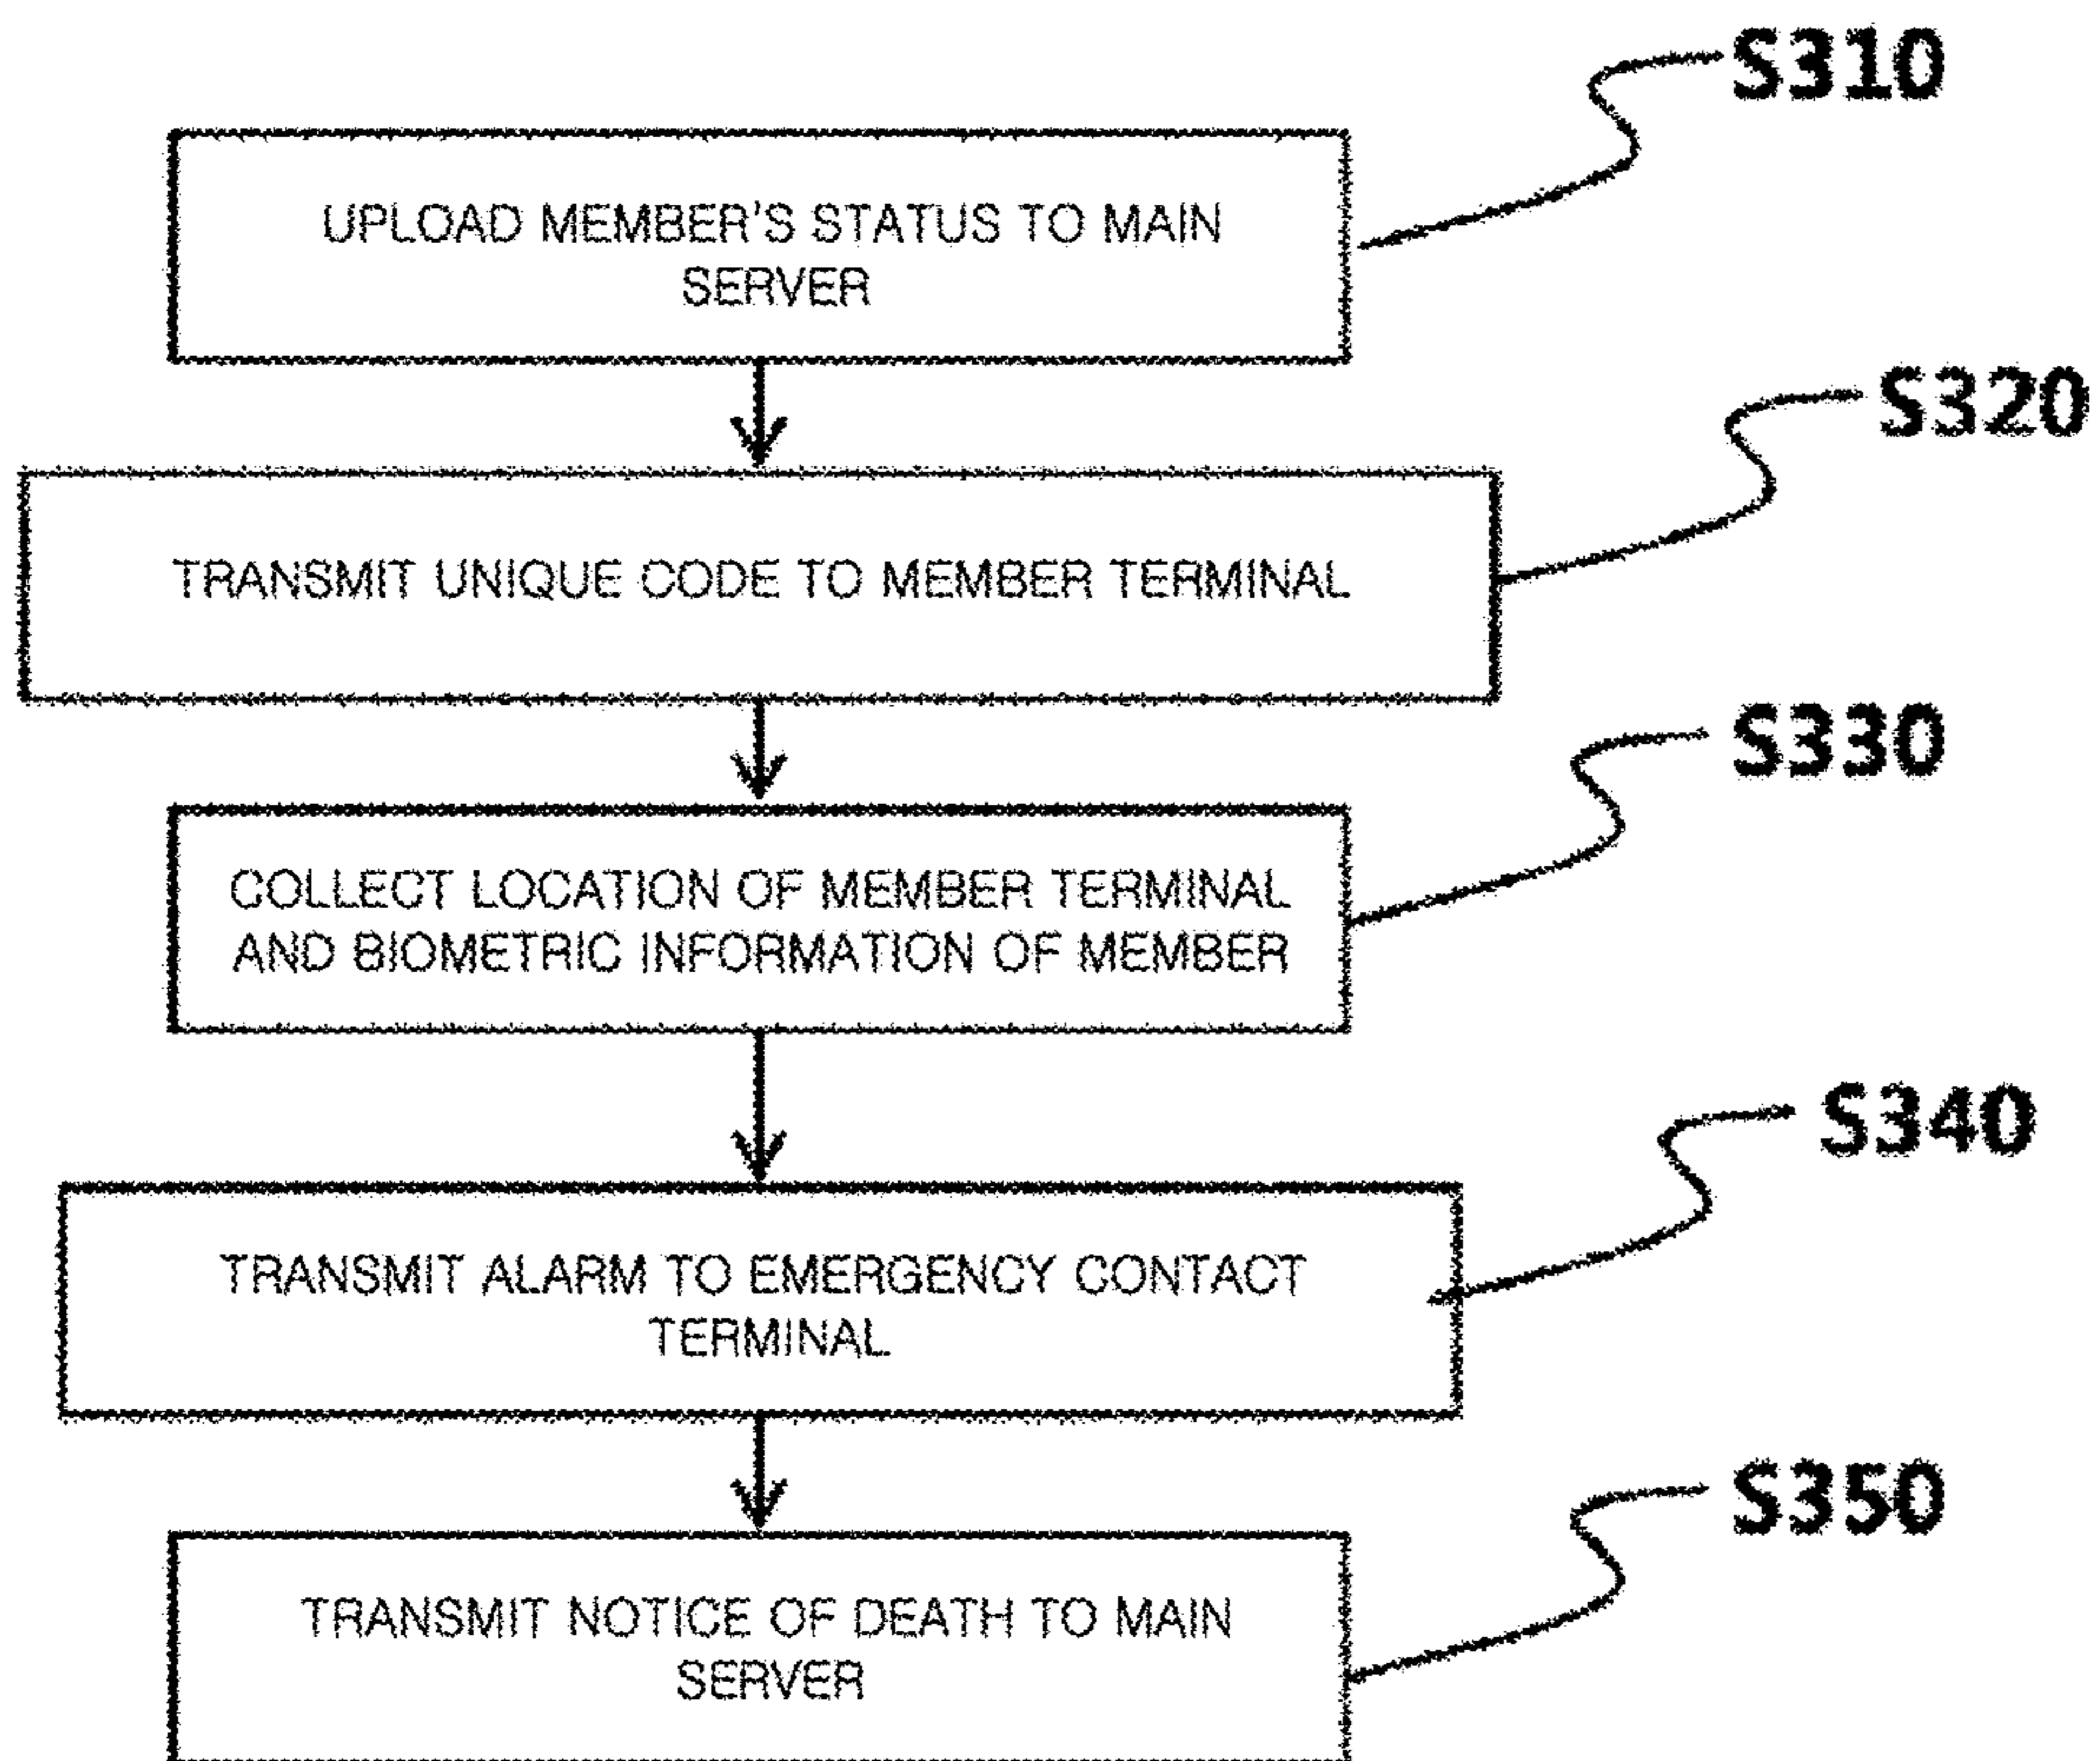 S310
UPLOAD MEMBER'S STATUS TO MAIN
SERVER
S320
TRANSMIT UNIQUE CODE TO MEMBER TERMINAL
S330
COLLECT LOCATION OF MEMBER TERMINAL
AND BIOMETRIC INFORMATION OF MEMBER
S340
TRANSMIT ALARM TO EMERGENCY CONTACT
TERMINAL
S350
TRANSMIT NOTICE OF DEATH TO MAIN
SERVER